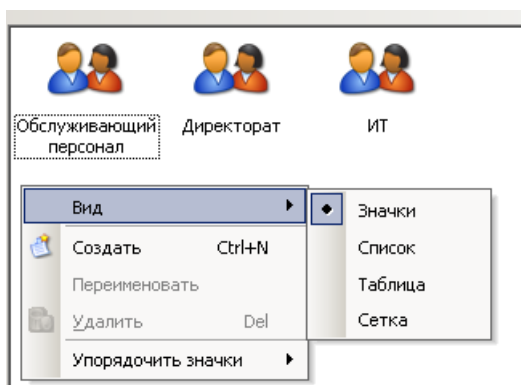 Обслуживающий
персонал
Директорат
ИТ
Вид
Создать Ctrl+N
Переименовать
Удалить Del
Упорядочить значки
Значки
Список
Таблица
Сетка